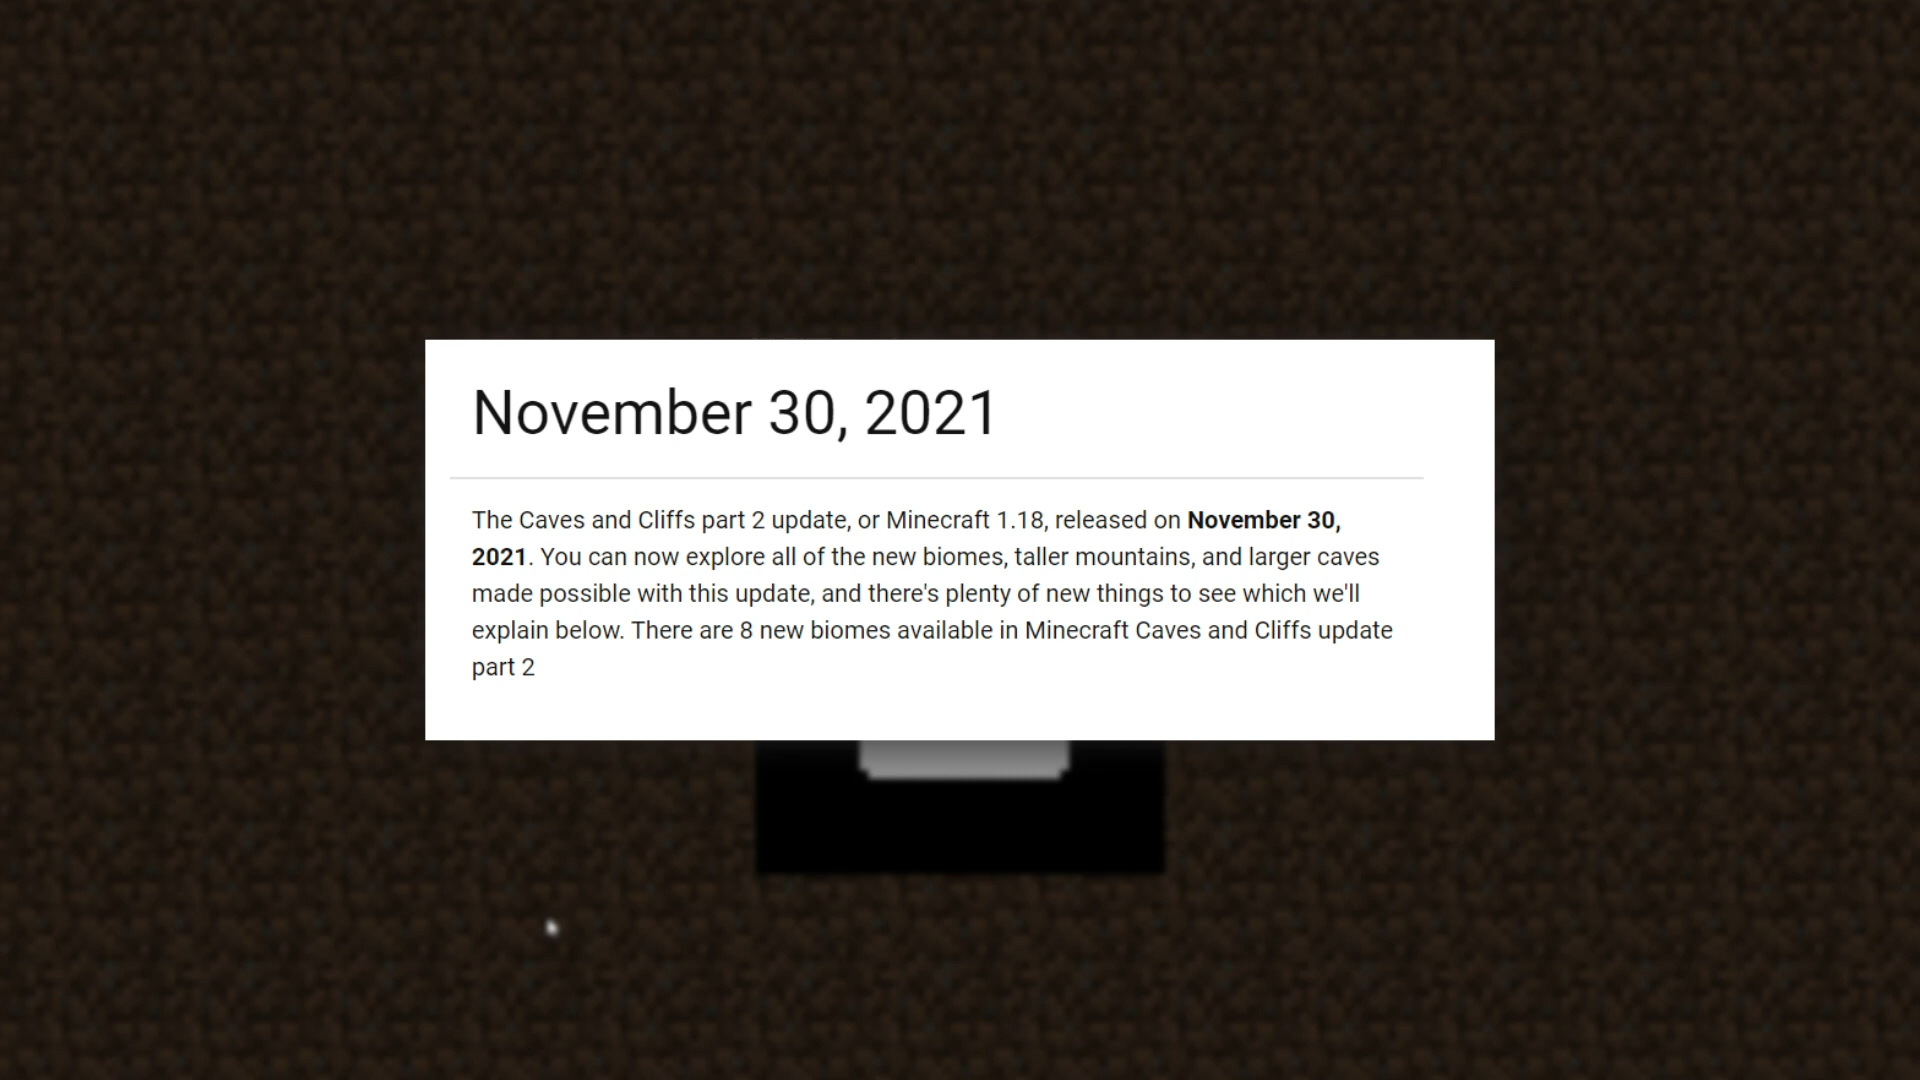 November 30, 2021
The Caves and Cliffs part 2 update, or Minecraft 1.18, released on November 30,
2021. You can now explore all of the new biomes, taller mountains, and larger caves
made possible with this update, and there's plenty of new things to see which we'll
explain below. There are 8 new biomes available in Minecraft Caves and Cliffs update
part 2